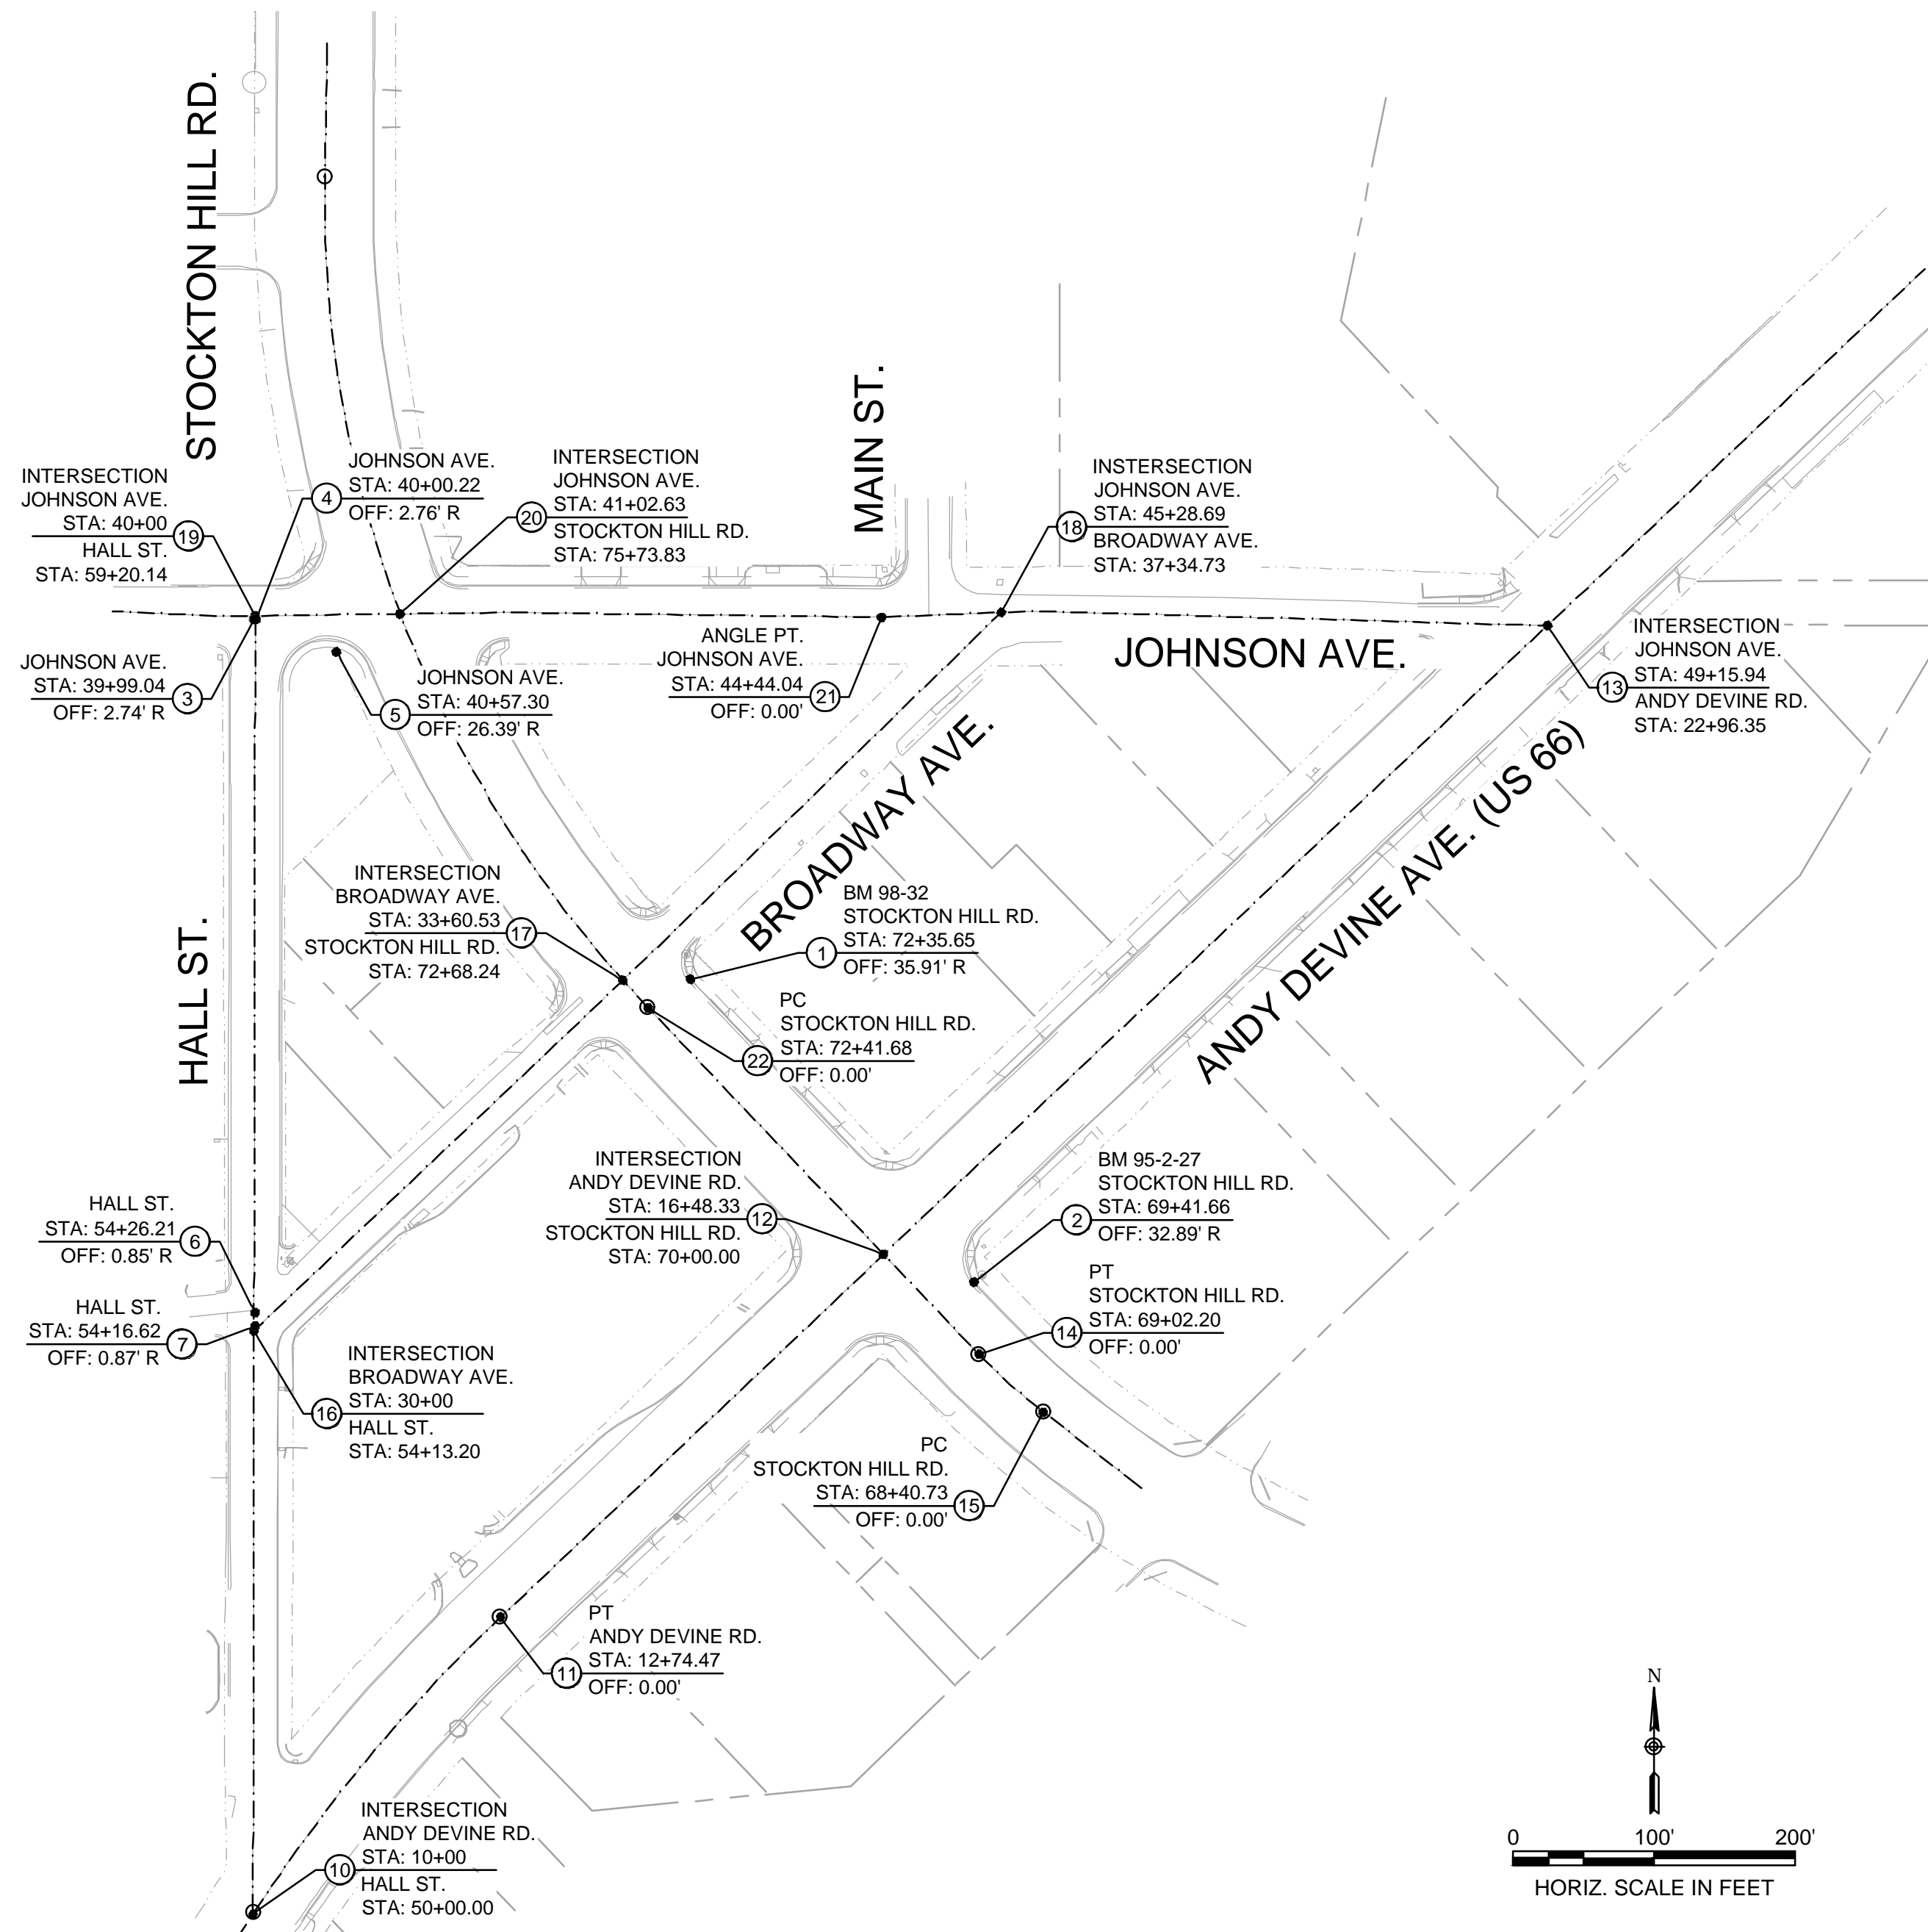 STOCKTON HILL RD.
MAIN ST.
INTERSECTION
JOHNSON AVE.
STA: 40+00
19
HALL ST.
STA: 59+20.14
4
JOHNSON AVE.
STA: 40+00.22
OFF: 2.76' R
20
INTERSECTION
JOHNSON AVE.
STA: 41+02.63
STOCKTON HILL RD.
STA: 75+73.83
18
INSTERSECTION
JOHNSON AVE.
STA: 45+28.69
BROADWAY AVE.
STA: 37+34.73
JOHNSON AVE.
STA: 39+99.04
3
OFF: 2.74' R
5
JOHNSON AVE.
STA: 40+57.30
OFF: 26.39' R
ANGLE PT.
JOHNSON AVE.
STA: 44+44.04
21
OFF: 0.00'
JOHNSON AVE.
13
INTERSECTION
JOHNSON AVE.
STA: 49+15.94
ANDY DEVINE RD.
STA: 22+96.35
BROADWAY AVE.
ANDY DEVINE AVE. (US 66)
HALL ST.
INTERSECTION
BROADWAY AVE.
STA: 33+60.53
17
STOCKTON HILL RD.
STA: 72+68.24
1
BM 98-32
STOCKTON HILL RD.
STA: 72+35.65
OFF: 35.91' R
22
PC
STOCKTON HILL RD.
STA: 72+41.68
OFF: 0.00'
INTERSECTION
ANDY DEVINE RD.
STA: 16+48.33
12
STOCKTON HILL RD.
STA: 70+00.00
2
BM 95-2-27
STOCKTON HILL RD.
STA: 69+41.66
OFF: 32.89' R
HALL ST.
STA: 54+26.21
6
OFF: 0.85' R
HALL ST.
STA: 54+16.62
7
OFF: 0.87' R
14
PT
STOCKTON HILL RD.
STA: 69+02.20
OFF: 0.00'
16
INTERSECTION
BROADWAY AVE.
STA: 30+00
HALL ST.
STA: 54+13.20
PC
STOCKTON HILL RD.
STA: 68+40.73
15
OFF: 0.00'
11
PT
ANDY DEVINE RD.
STA: 12+74.47
OFF: 0.00'
10
INTERSECTION
ANDY DEVINE RD.
STA: 10+00
HALL ST.
STA: 50+00.00
N
0 100' 200'
HORIZ. SCALE IN FEET